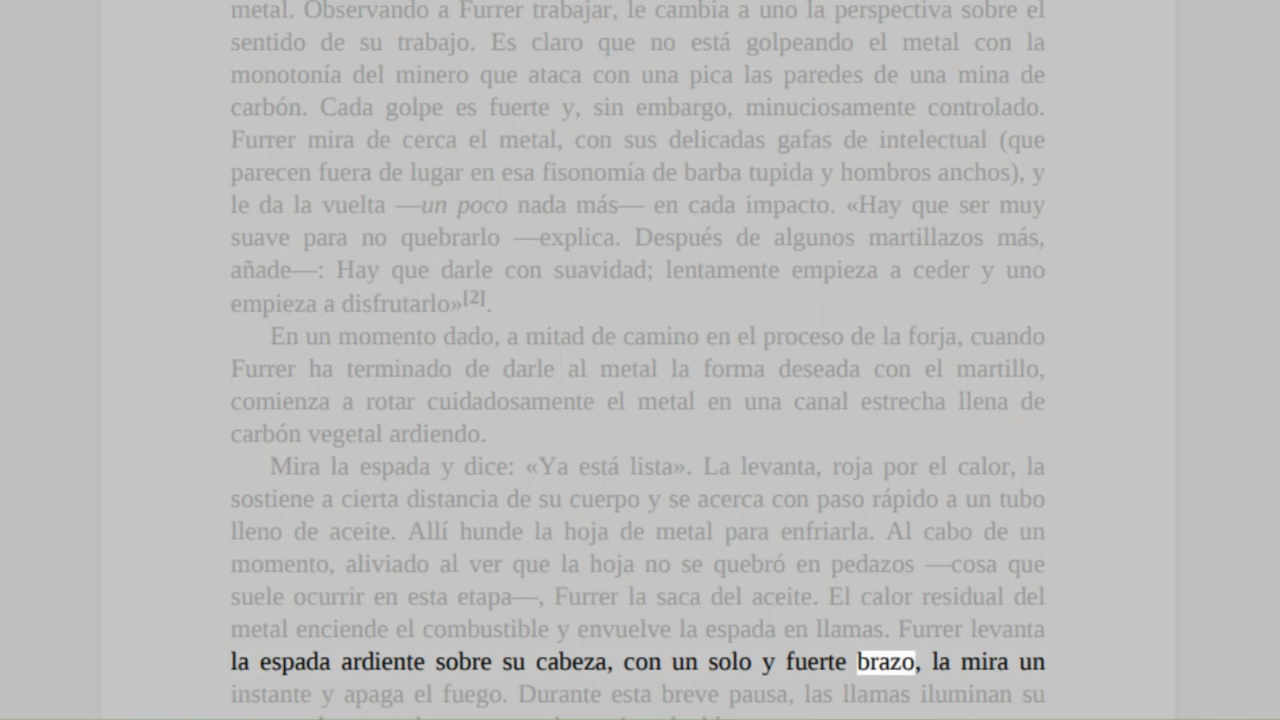 metal. Observando a Furrer trabajar, le cambia a uno la perspectiva sobre el
sentido de su trabajo. Es claro que no está golpeando el metal con la
monotonía del minero que ataca con una pica las paredes de una mina de
carbón. Cada golpe es fuerte y, sin embargo, minuciosamente controlado.
Furrer mira de cerca el metal, con sus delicadas gafas de intelectual (que
parecen fuera de lugar en esa fisonomía de barba tupida y hombros anchos), y
le da la vuelta —un poco nada más— en cada impacto. «Hay que ser muy
suave para no quebrarlo —explica. Después de algunos martillazos más,
añade—: Hay que darle con suavidad; lentamente empieza a ceder y uno
empieza a disfrutarlo»[2].
En un momento dado, a mitad de camino en el proceso de la forja, cuando
Furrer ha terminado de darle al metal la forma deseada con el martillo,
comienza a rotar cuidadosamente el metal en una canal estrecha llena de
carbón vegetal ardiendo.
Mira la espada y dice: «Ya está lista». La levanta, roja por el calor, la
sostiene a cierta distancia de su cuerpo y se acerca con paso rápido a un tubo
lleno de aceite. Allí hunde la hoja de metal para enfriarla. Al cabo de un
momento, aliviado al ver que la hoja no se quebró en pedazos —cosa que
suele ocurrir en esta etapa—, Furrer la saca del aceite. El calor residual del
metal enciende el combustible y envuelve la espada en llamas. Furrer levanta
la espada ardiente sobre su cabeza, con un solo y fuerte brazo, la mira un
instante y apaga el fuego. Durante esta breve pausa, las llamas iluminan su